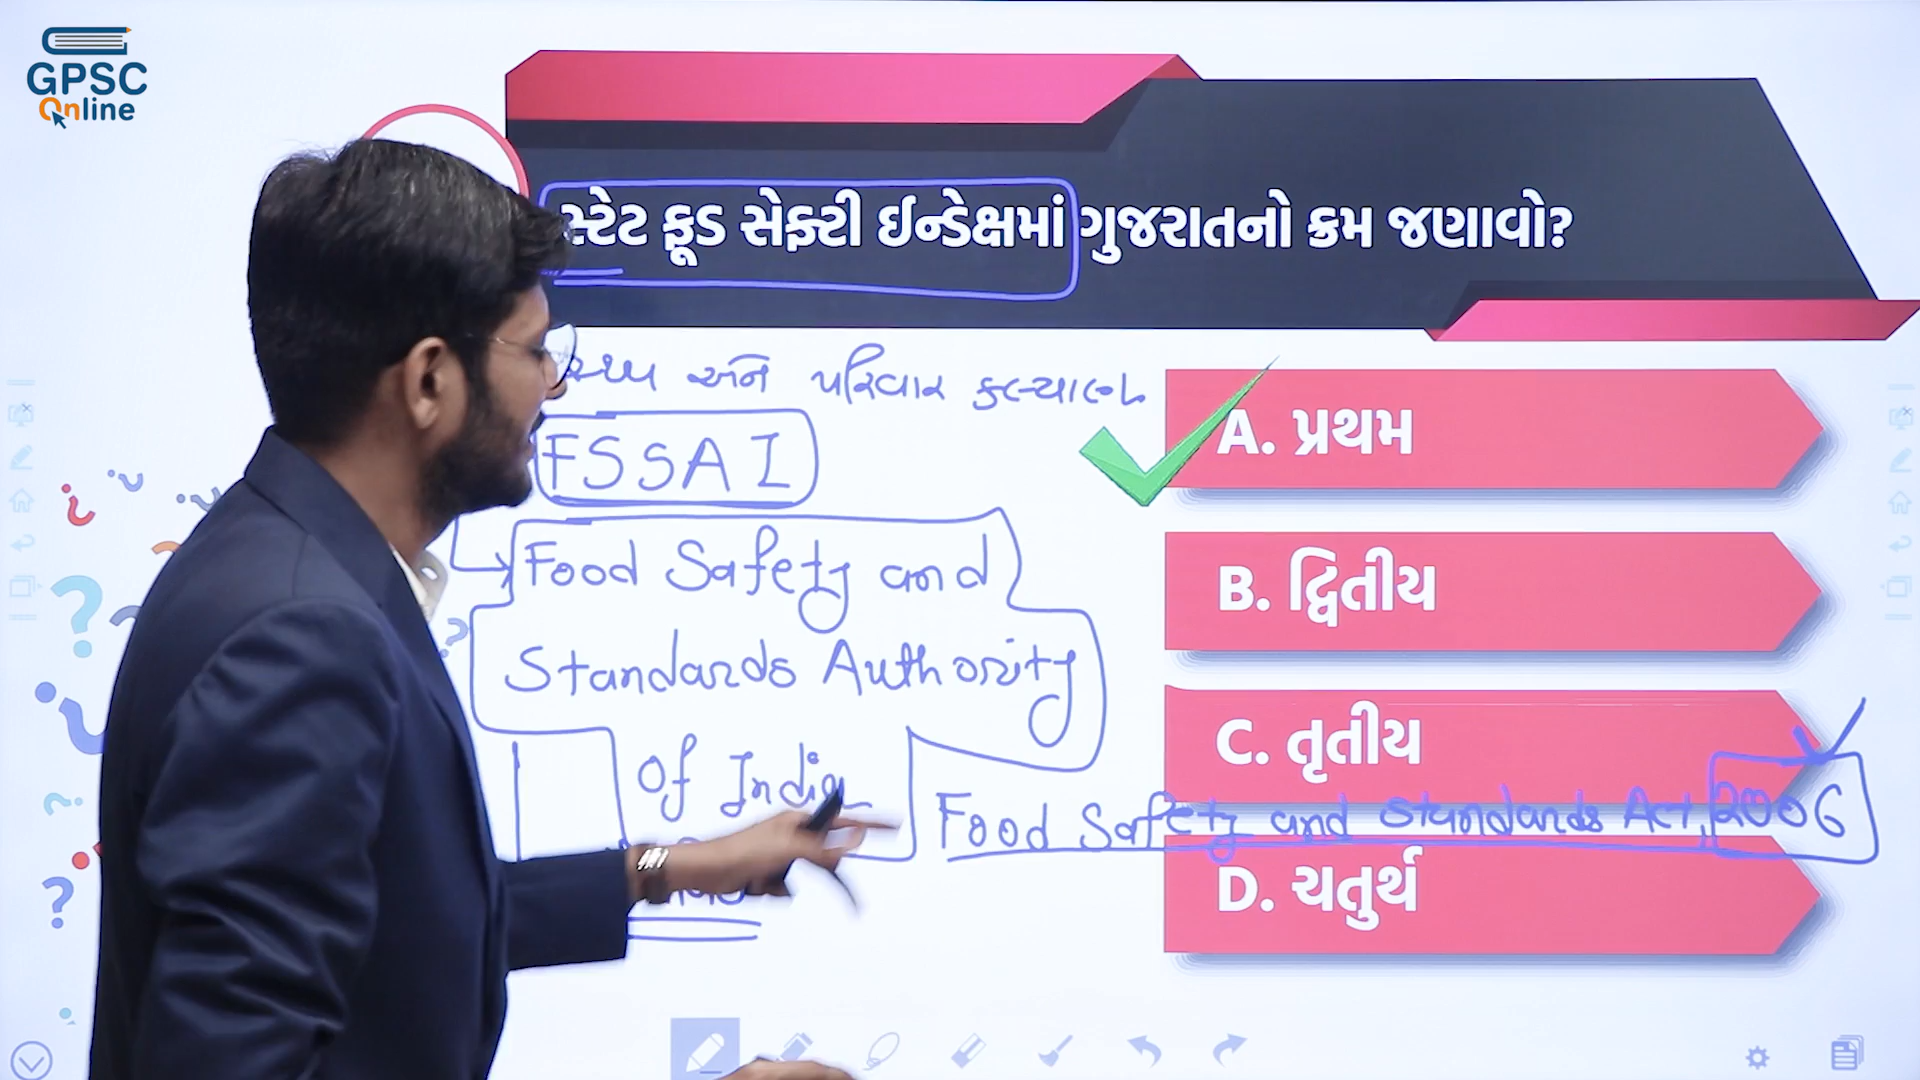 GPSC
Online
સ્ટેટ ફૂડ સેફ્ટી ઈન્ડેક્ષમાં ગુજરાતનો ક્રમ જણાવો?
અને પરિવાર કલ્યાણ
FSSAI
Food Safety and
Standards Authority
Of India
Food Safety and Standards Act, 2006
A. પ્રથમ
B. દ્વિતીય
C. તૃતીય
D. ચતુર્થ